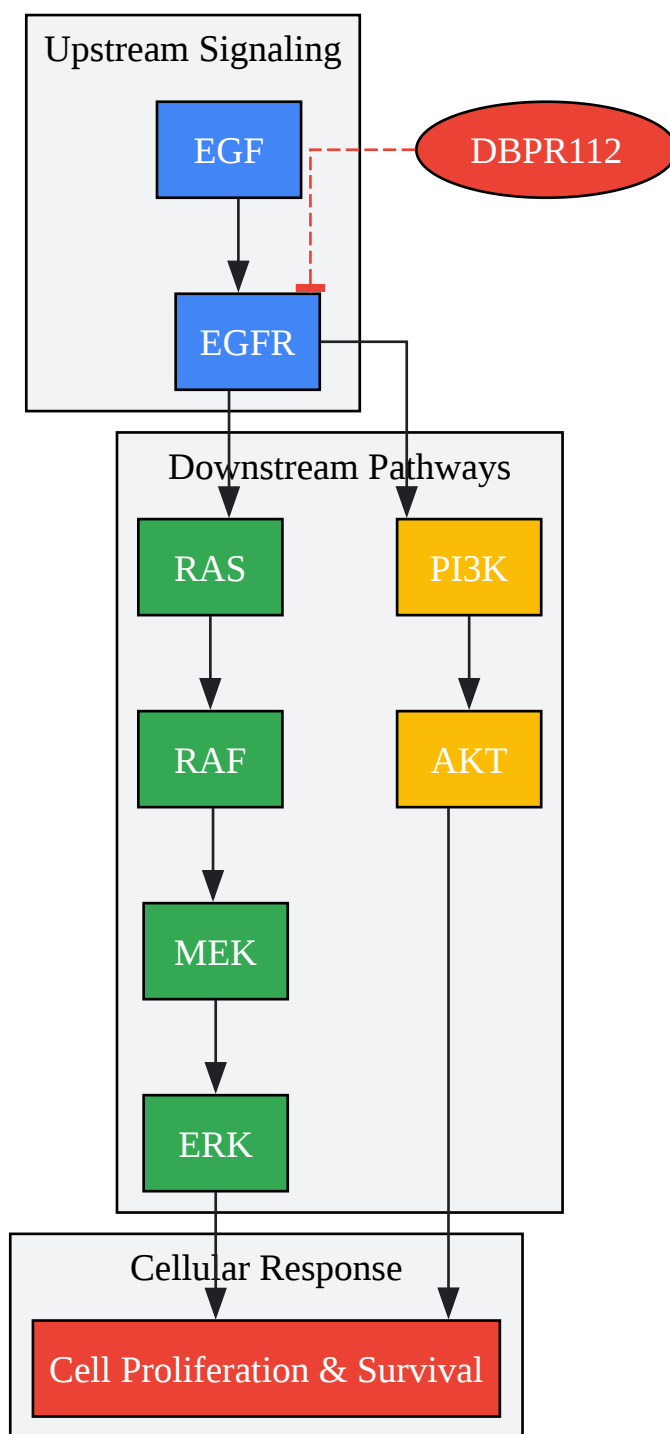 Upstream Signaling
EGF
DBPR112
EGFR
Downstream Pathways
RAS
PI3K
RAF
AKT
MEK
ERK
Cellular Response
Cell Proliferation & Survival